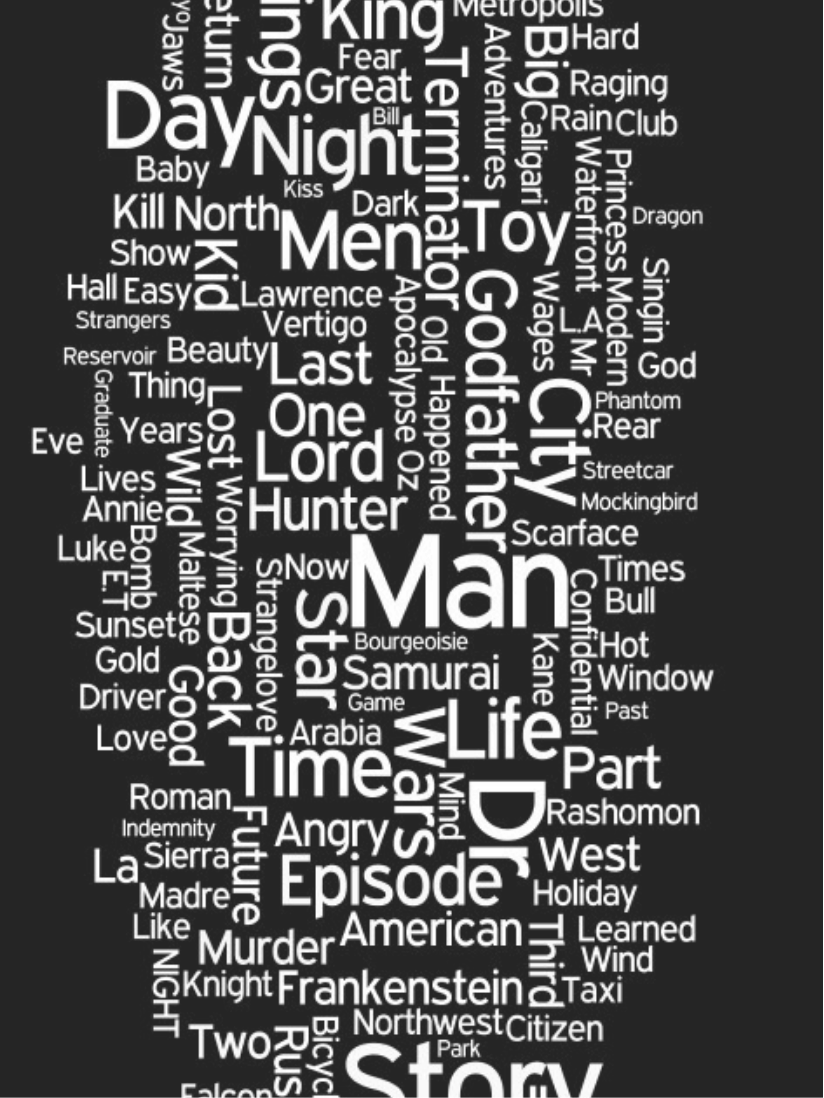 Metropolis
King
yo
Jaws
eturn
ings
Fear
Great
Terminator
Adventures
Big
Hard
Raging
Day
Bill
Night
Caligari
Rain
Club
Baby
Kiss
Dark
Waterfront
Princess
Kill
North
Men
Toy
Dragon
Show
Kid
Hall
Easy
Lawrence
Apocalypse
Godfather
Wages
L.A
Modern
Singin
Strangers
Vertigo
Old
Mr
Reservoir
Beauty
Last
God
Graduate
Thing
Happened
City
Phantom
Eve
Years
Lost
One
Oz
Rear
Lord
Streetcar
Lives
Wild
Worrying
Mockingbird
Annie
Hunter
Scarface
Luke
Bomb
Maltese
Man
Now
Times
E.T
Strangelove
Star
Confidential
Bull
Sunset
Back
Bourgeoisie
Kane
Hot
Gold
Good
Samurai
Window
Driver
Game
Past
Love
Arabia
Wars
Life
Time
Part
Roman
Mind
Dr
Rashomon
Indemnity
Future
Angry
La
Sierra
West
Madre
Episode
Holiday
Like
American
Third
Learned
Murder
Wind
NIGHT
Knight
Frankenstein
Taxi
Northwest
Citizen
Two
Rus
Bicycl
Park
Story
Falcon